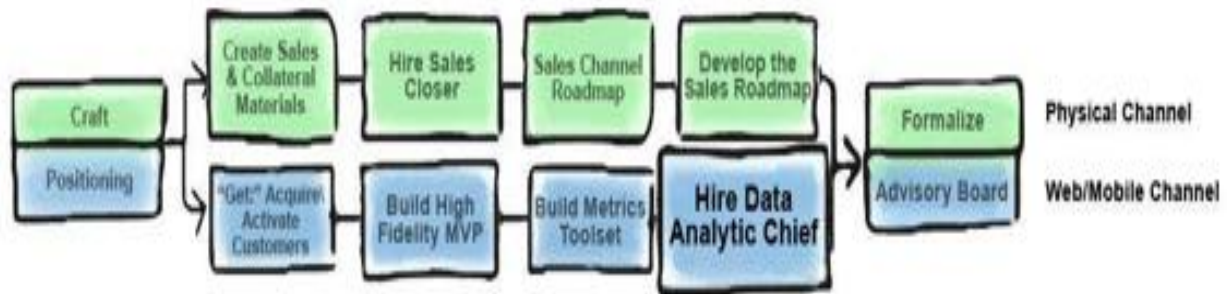 Craft
Positioning
Create Sales
& Collateral
Materials
Hire Sales
Closer
Sales Channel
Roadmap
Develop the
Sales Roadmap
"Get:" Acquire\
Activate
Customers
Build High
Fidelity MVP
Build Metrics
Toolset
Hire Data
Analytic Chief
Formalize
Advisory Board
Physical Channel
Web/Mobile Channel